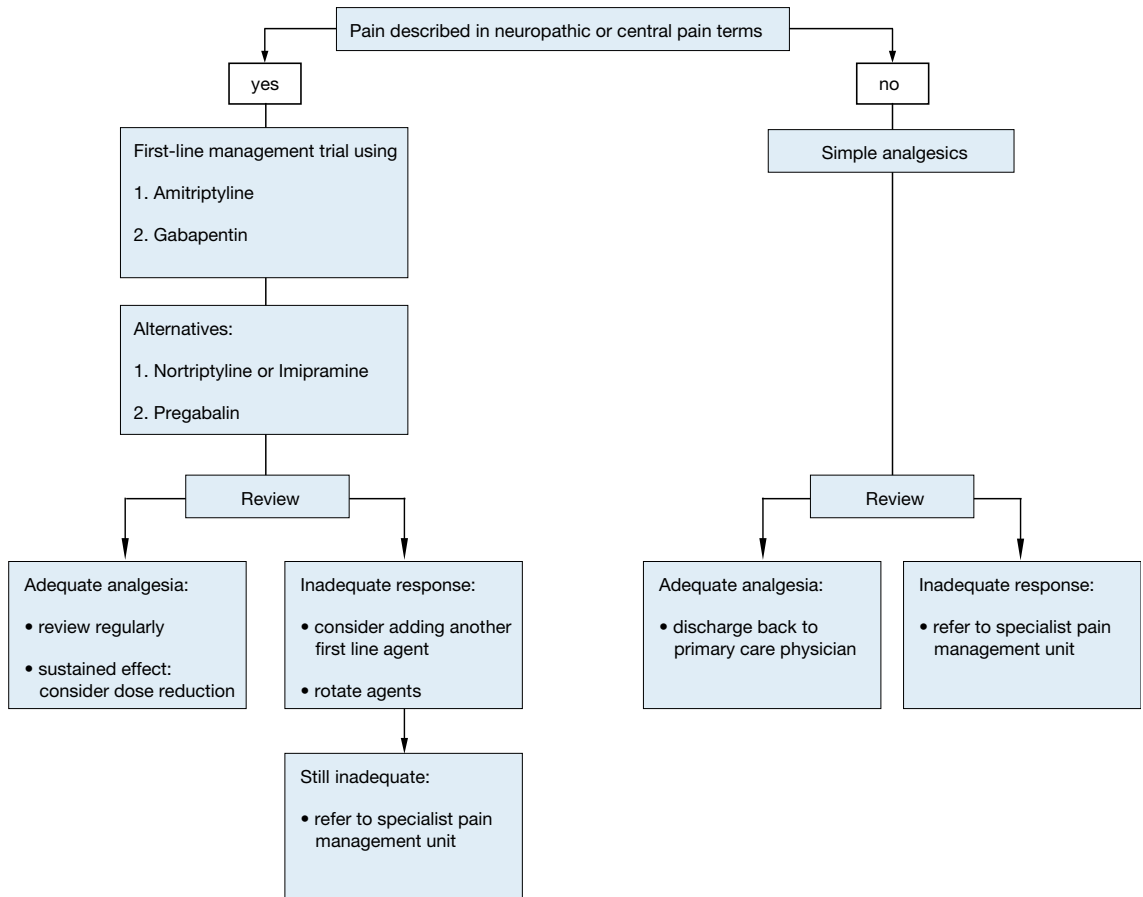 Pain described in neuropathic or central pain terms
yes
no
First-line management trial using
1. Amitriptyline
2. Gabapentin
Simple analgesics
Alternatives:
1. Nortriptyline or Imipramine
2. Pregabalin
Review
Review
Adequate analgesia:
• review regularly
• sustained effect:
consider dose reduction
Inadequate response:
• consider adding another
first line agent
• rotate agents
Adequate analgesia:
• discharge back to
primary care physician
Inadequate response:
• refer to specialist pain
management unit
Still inadequate:
• refer to specialist pain
management unit